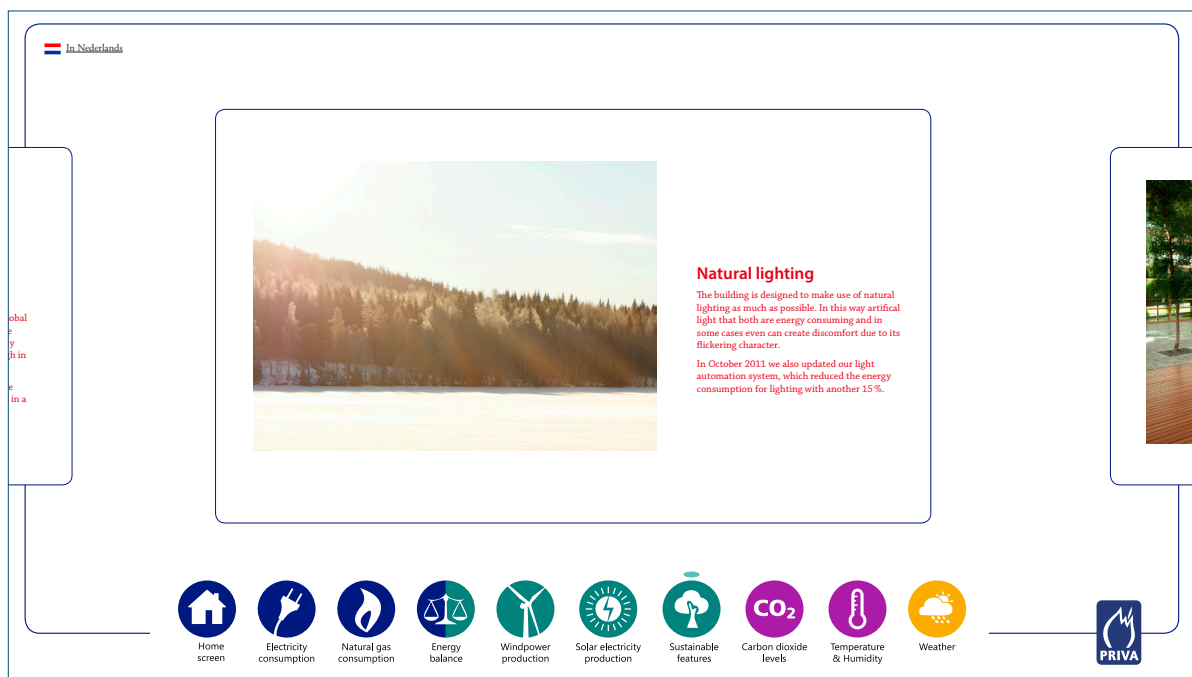 In Nederlands
obal
e
y
h in
e
in a
Natural lighting
The building is designed to make use of natural
lighting as much as possible. In this way artifical
light that both are energy consuming and in
some cases even can create discomfort due to its
flickering character.
In October 2011 we also updated our light
automation system, which reduced the energy
consumption for lighting with another 15 %.
Home
screen
Electricity
consumption
Natural gas
consumption
Energy
balance
Windpower
production
Solar electricity
production
Sustainable
features
CO₂
Carbon dioxide
levels
Temperature
& Humidity
Weather
PRIVA